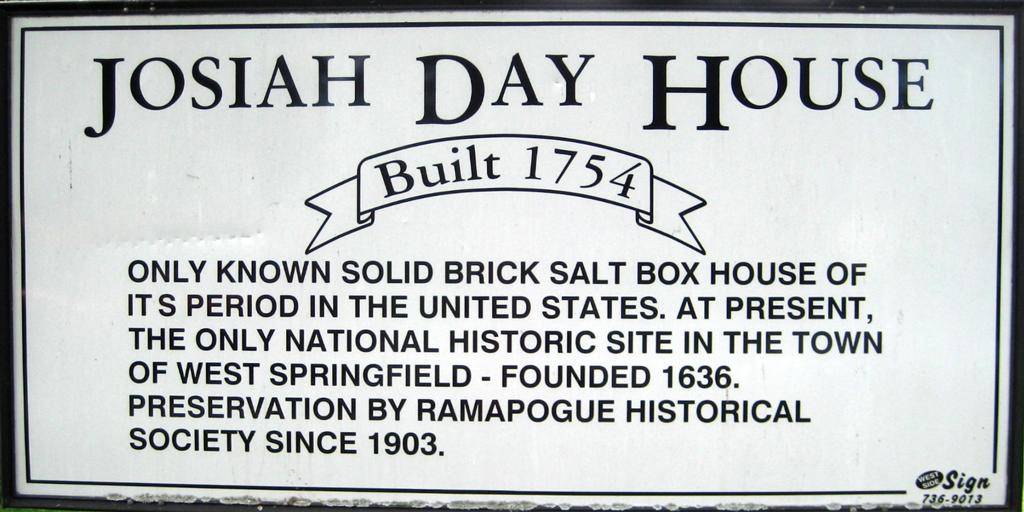 JOSIAH DAY HOUSE
Built 1754
ONLY KNOWN SOLID BRICK SALT BOX HOUSE OF
IT S PERIOD IN THE UNITED STATES. AT PRESENT,
THE ONLY NATIONAL HISTORIC SITE IN THE TOWN
OF WEST SPRINGFIELD - FOUNDED 1636.
PRESERVATION BY RAMAPOGUE HISTORICAL
SOCIETY SINCE 1903.
WEST SIDE Sign
736-9013